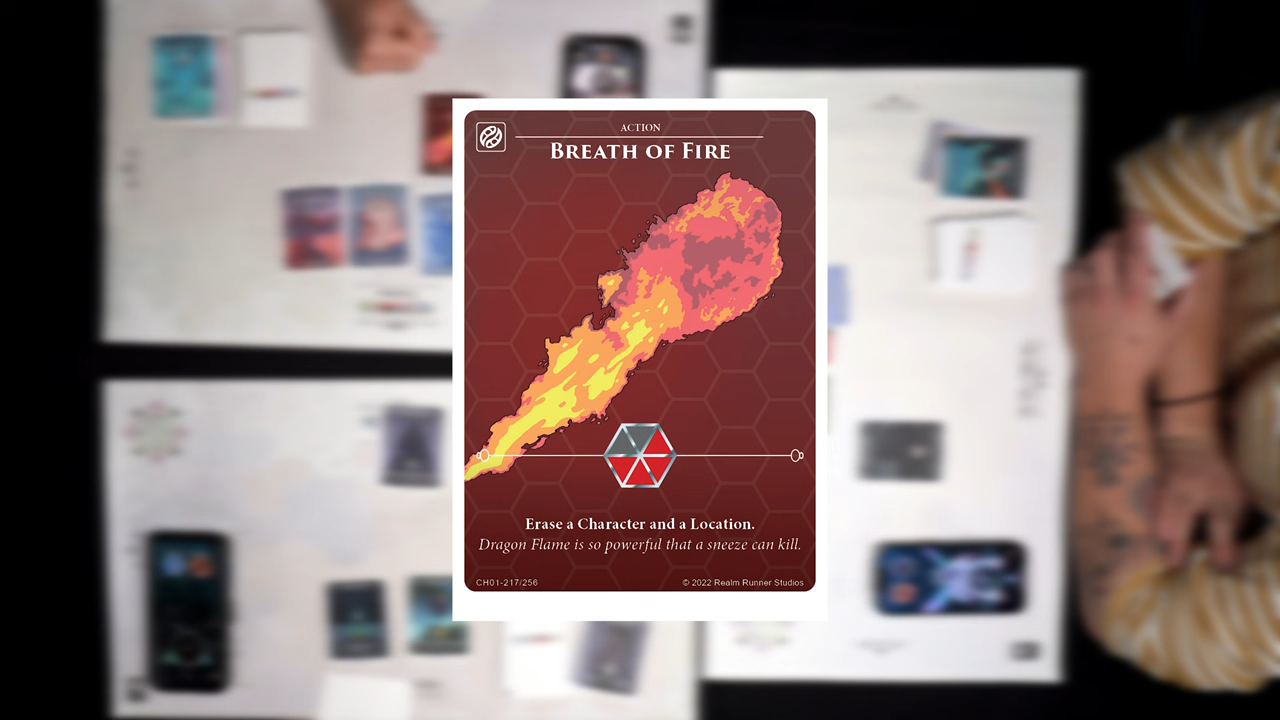 ACTION
BREATH OF FIRE
Erase a Character and a Location.
Dragon Flame is so powerful that a sneeze can kill.
CH01-217/256 © 2022 Realm Runner Studios